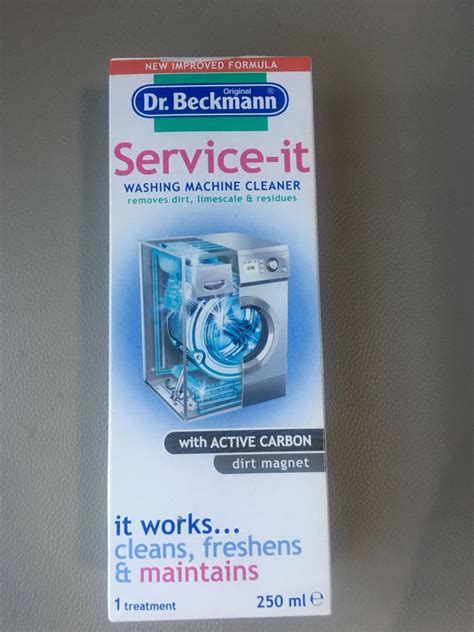 NEW IMPROVED FORMULA
Original
Dr. Beckmann®
Service-it
WASHING MACHINE CLEANER
removes dirt, limescale & residues
with ACTIVE CARBON
dirt magnet
it works...
cleans, freshens
& maintains
1 treatment 250 ml ℮